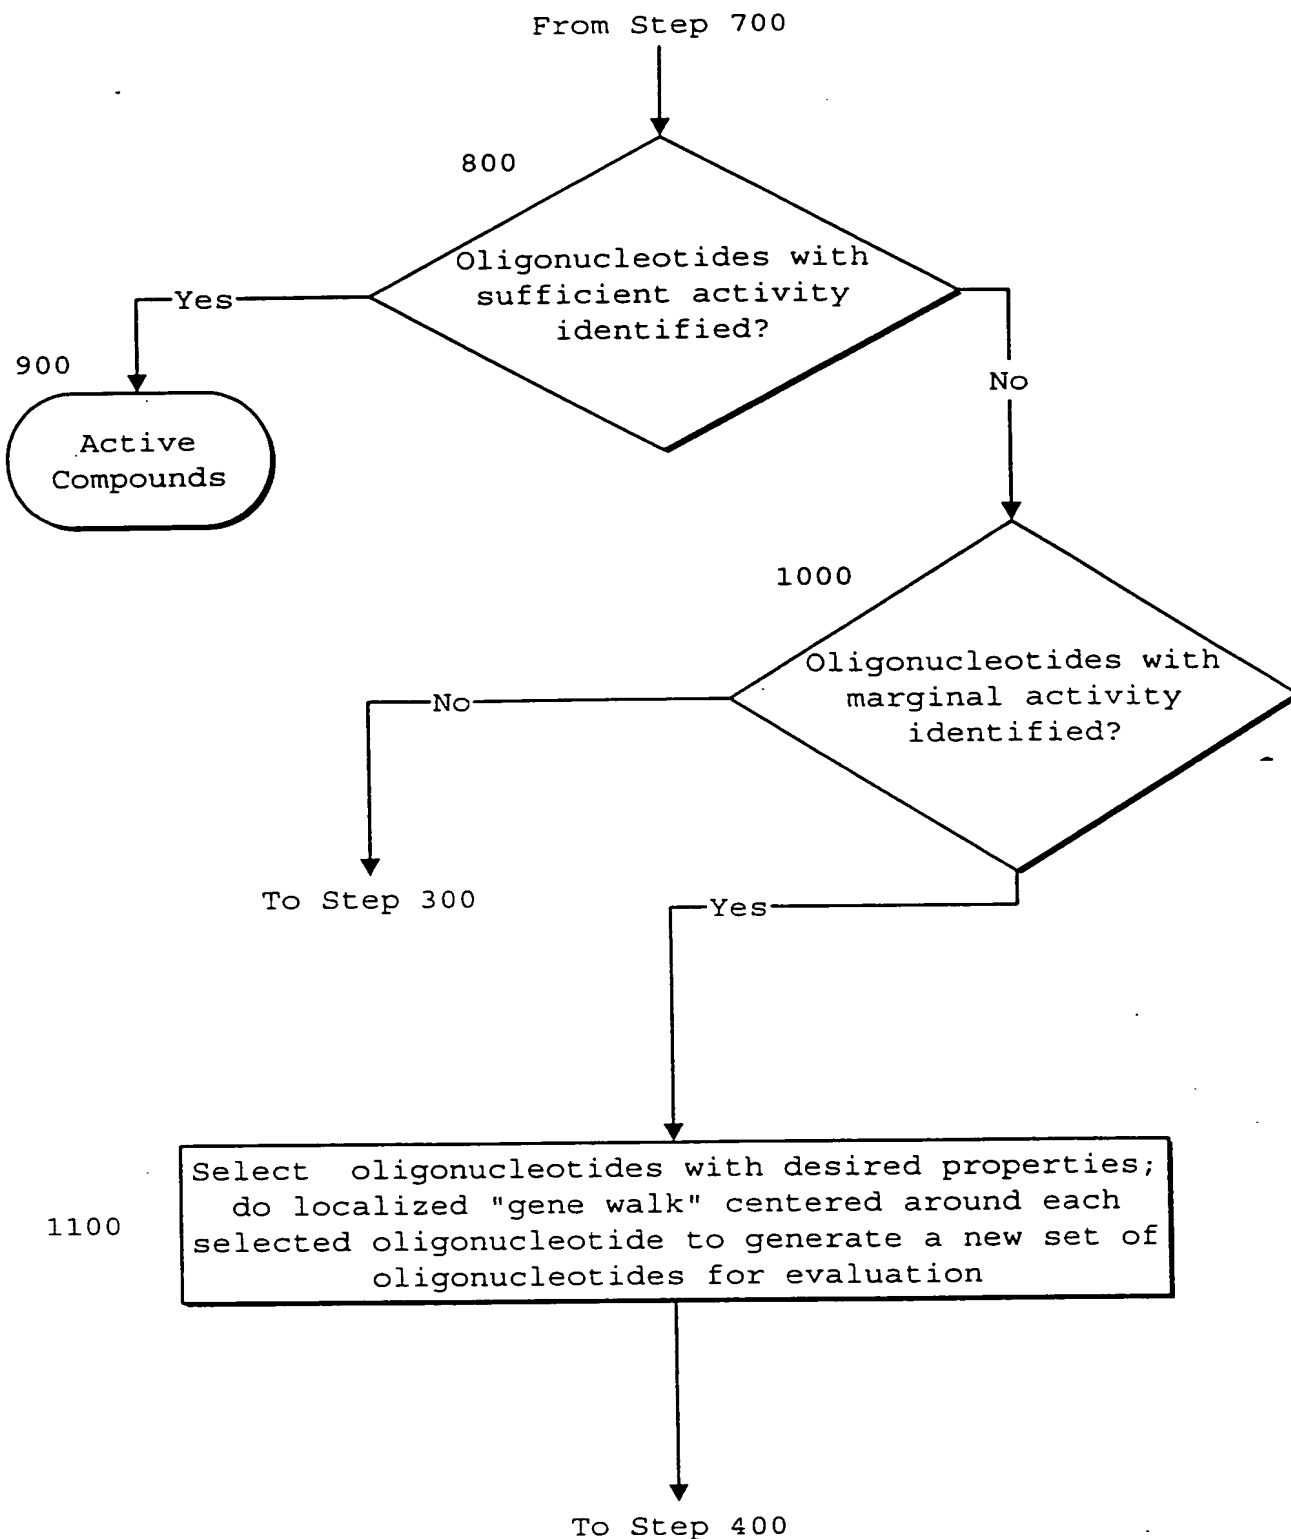 From Step 700
800
Oligonucleotides with
sufficient activity
identified?
Yes
No
900
Active
Compounds
1000
Oligonucleotides with
marginal activity
identified?
No
To Step 300
Yes
1100
Select oligonucleotides with desired properties;
do localized "gene walk" centered around each
selected oligonucleotide to generate a new set of
oligonucleotides for evaluation
To Step 400